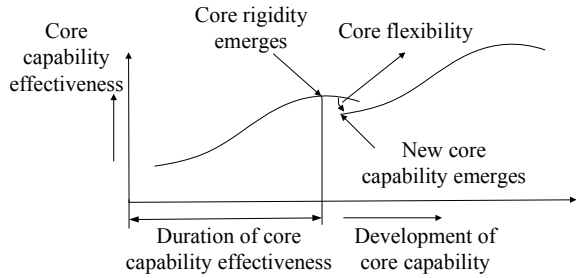 Core rigidity
emerges
Core
capability
effectiveness
Core flexibility
New core
capability emerges
Duration of core
capability effectiveness
Development of
core capability